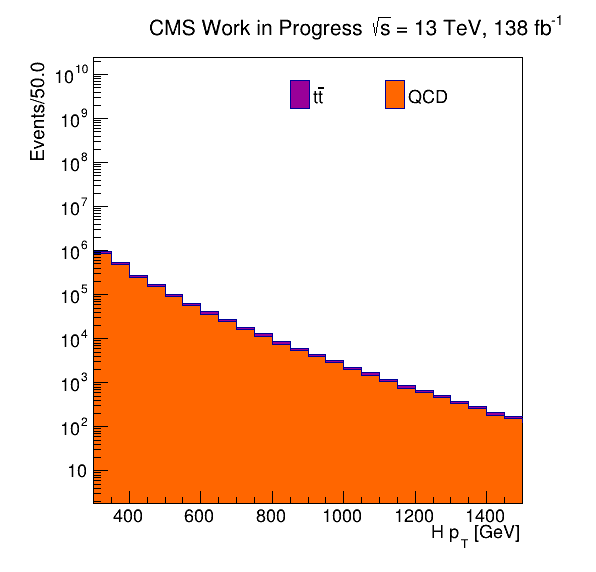 CMS Work in Progress √s = 13 TeV, 138 fb⁻¹
Events/50.0
tt̄
QCD
10¹⁰
10⁹
10⁸
10⁷
10⁶
10⁵
10⁴
10³
10²
10
400 600 800 1000 1200 1400
H p_T [GeV]